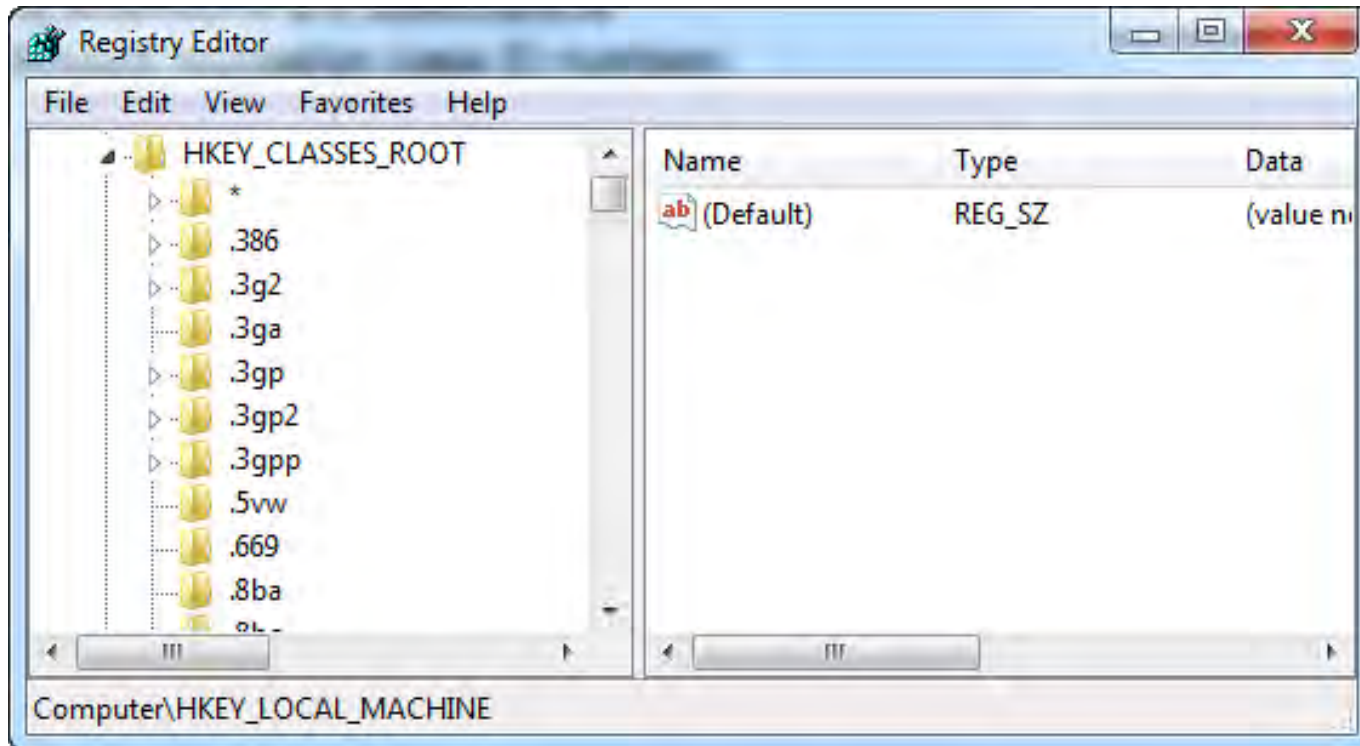 Registry Editor
File Edit View Favorites Help
HKEY_CLASSES_ROOT
*
.386
.3g2
.3ga
.3gp
.3gp2
.3gpp
.5vw
.669
.8ba
Name Type Data
ab (Default) REG_SZ (value
Computer\HKEY_LOCAL_MACHINE